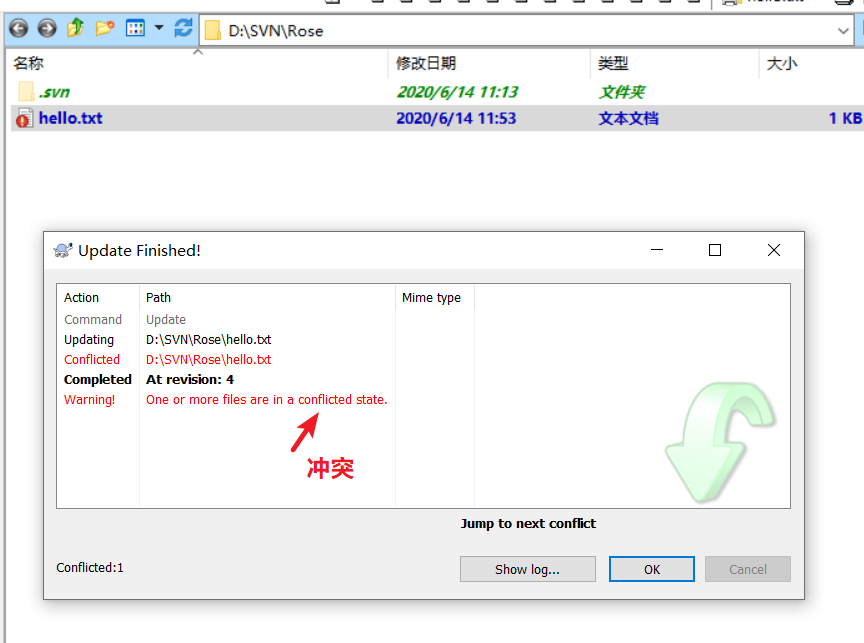 D:\SVN\Rose
名称 修改日期 类型 大小
.svn 2020/6/14 11:13 文件夹
hello.txt 2020/6/14 11:53 文本文档 1 KB
Update Finished!
Action Path Mime type
Command Update
Updating D:\SVN\Rose\hello.txt
Conflicted D:\SVN\Rose\hello.txt
Completed At revision: 4
Warning! One or more files are in a conflicted state.
冲突
Jump to next conflict
Conflicted:1 Show log... OK Cancel